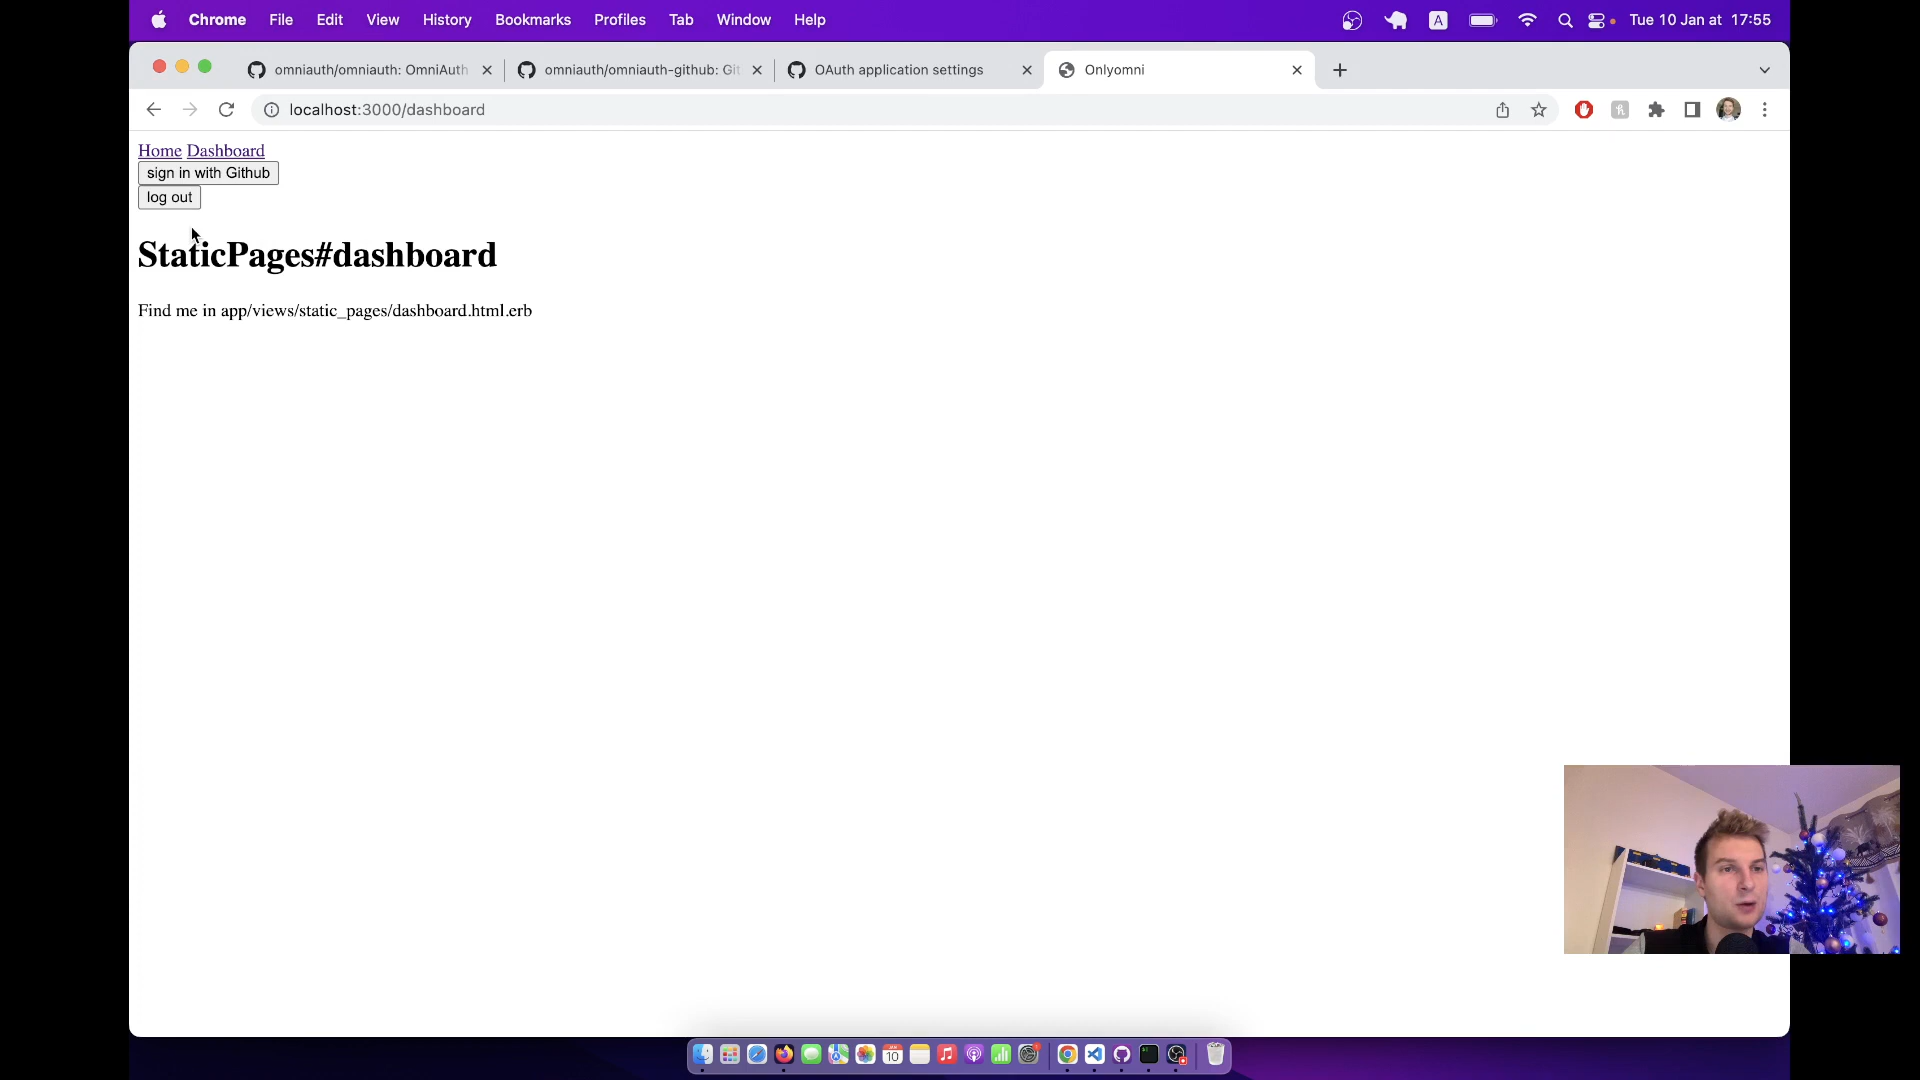 Chrome File Edit View History Bookmarks Profiles Tab Window Help
A
Tue 10 Jan at 17:55
omniauth/omniauth: OmniAuth
omniauth/omniauth-github: Git
OAuth application settings
Onlyomni
localhost:3000/dashboard
Home Dashboard
sign in with Github
log out
StaticPages#dashboard
Find me in app/views/static_pages/dashboard.html.erb
10